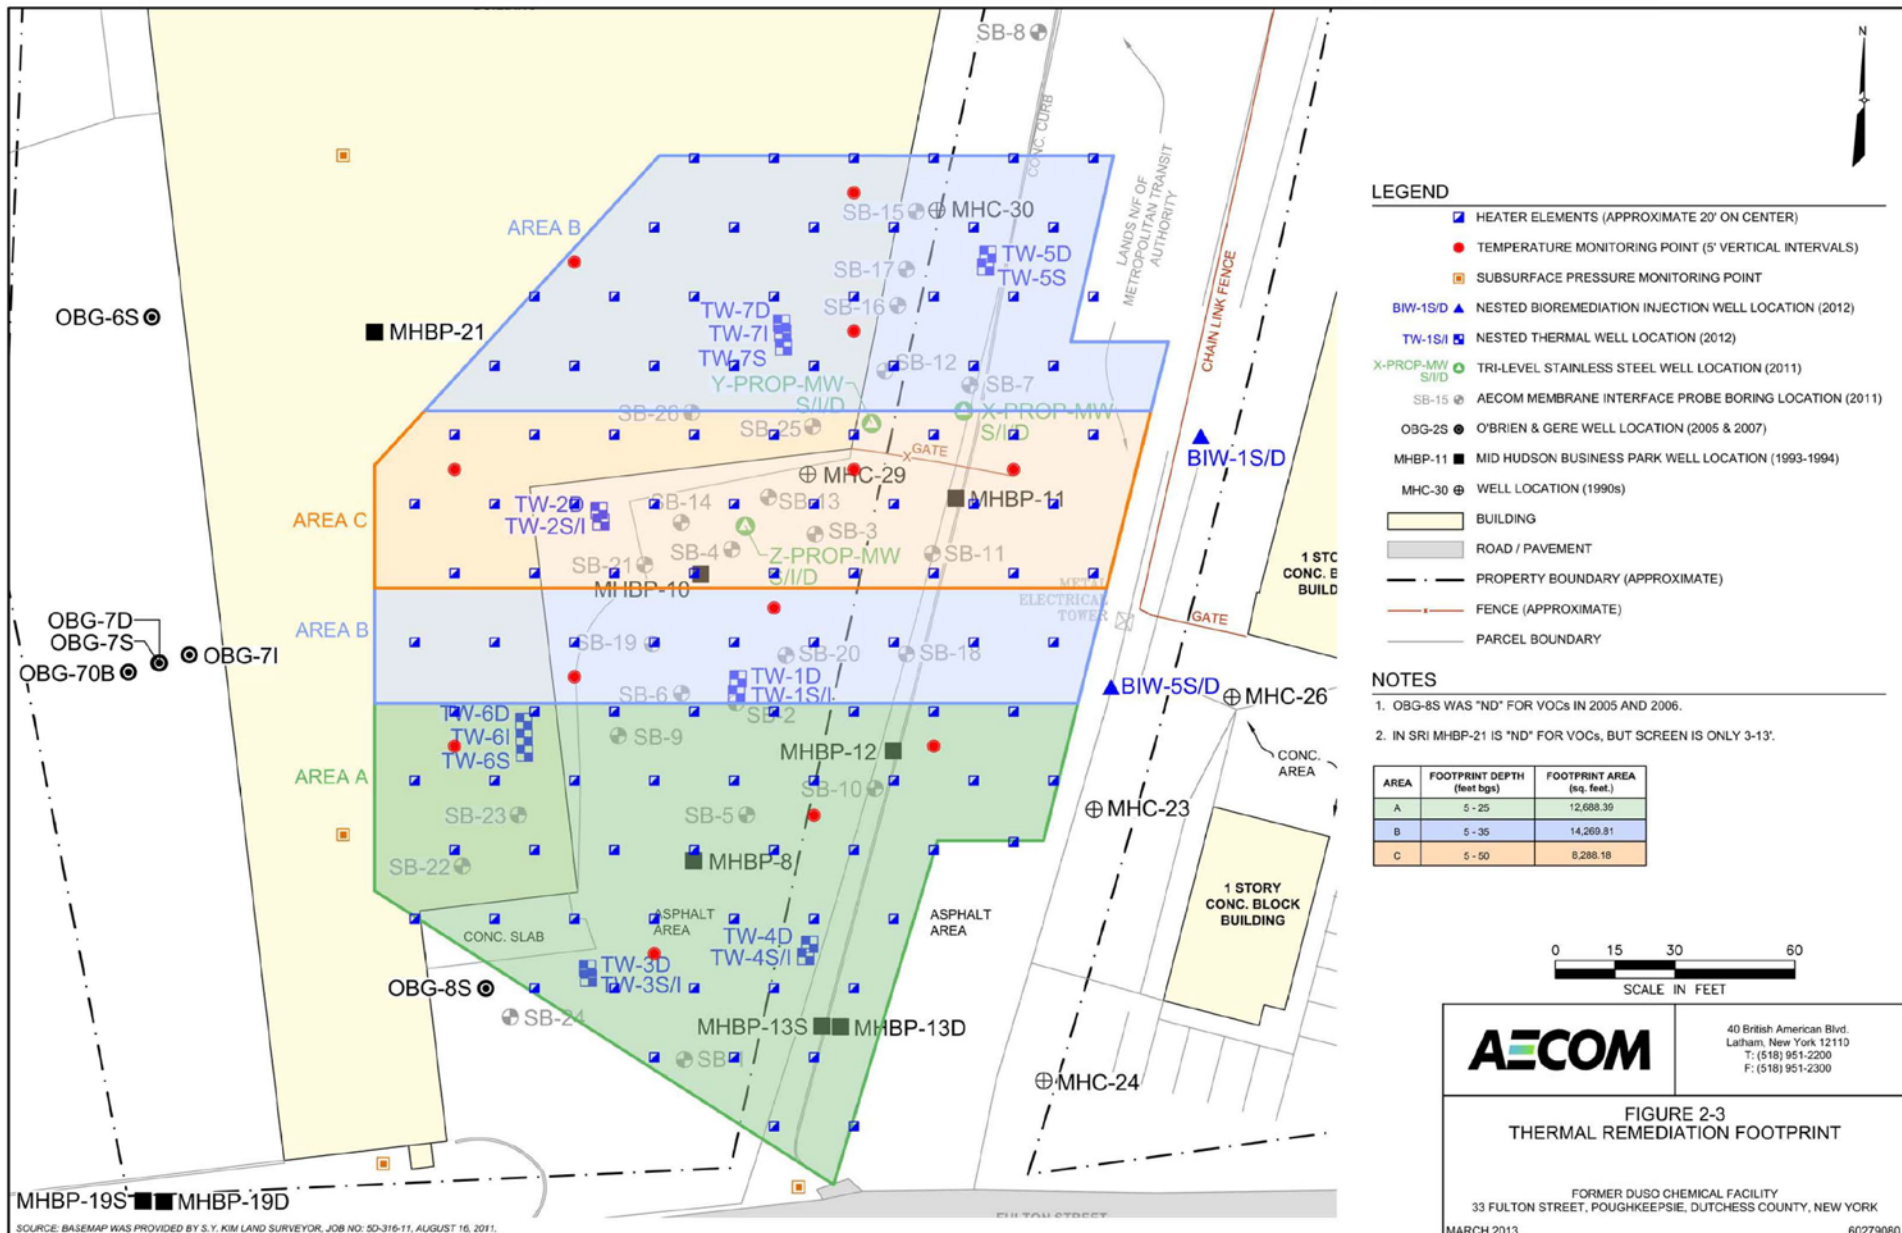 SB-8
N
CONC. CURB
LANDS N/F OF
METROPOLITAN TRANSIT
AUTHORITY
CHAIN LINK FENCE
AREA B
SB-15
MHC-30
SB-17
TW-5D
TW-5S
SB-16
OBG-6S
MHBP-21
TW-7D
TW-7I
TW-7S
SB-12
SB-7
Y-PROP-MW
S/I/D
X-PROP-MW
S/I/D
SB-26
SB-25
GATE
X
BIW-1S/D
MHC-29
AREA C
TW-2D
TW-2S/I
SB-14
SB-13
MHBP-11
SB-3
SB-4
Z-PROP-MW
S/I/D
SB-11
SB-21
MHBP-10
METAL
ELECTRICAL
TOWER
GATE
1 STO
CONC. B
BUILD
OBG-7D
OBG-7S
OBG-7I
OBG-70B
AREA B
SB-19
SB-20
SB-18
TW-1D
TW-1S/I
SB-6
SB-2
BIW-5S/D
MHC-26
TW-6D
TW-6I
TW-6S
SB-9
MHBP-12
CONC.
AREA
AREA A
SB-10
SB-23
SB-5
MHC-23
SB-22
MHBP-8
1 STORY
CONC. BLOCK
BUILDING
ASPHALT
AREA
ASPHALT
AREA
CONC. SLAB
TW-4D
TW-4S/I
TW-3D
TW-3S/I
OBG-8S
SB-24
MHBP-13S
MHBP-13D
SB-1
MHC-24
MHBP-19S
MHBP-19D
FULTON STREET
SOURCE: BASEMAP WAS PROVIDED BY S.Y. KIM LAND SURVEYOR, JOB NO: 5D-316-11, AUGUST 16, 2011.
LEGEND
HEATER ELEMENTS (APPROXIMATE 20' ON CENTER)
TEMPERATURE MONITORING POINT (5' VERTICAL INTERVALS)
SUBSURFACE PRESSURE MONITORING POINT
BIW-1S/D NESTED BIOREMEDIATION INJECTION WELL LOCATION (2012)
TW-1S/I NESTED THERMAL WELL LOCATION (2012)
X-PROP-MW S/I/D TRI-LEVEL STAINLESS STEEL WELL LOCATION (2011)
SB-15 AECOM MEMBRANE INTERFACE PROBE BORING LOCATION (2011)
OBG-2S O'BRIEN & GERE WELL LOCATION (2005 & 2007)
MHBP-11 MID HUDSON BUSINESS PARK WELL LOCATION (1993-1994)
MHC-30 WELL LOCATION (1990s)
BUILDING
ROAD / PAVEMENT
PROPERTY BOUNDARY (APPROXIMATE)
x FENCE (APPROXIMATE)
PARCEL BOUNDARY
NOTES
1. OBG-8S WAS "ND" FOR VOCs IN 2005 AND 2006.
2. IN SRI MHBP-21 IS "ND" FOR VOCs, BUT SCREEN IS ONLY 3-13'.
AREA FOOTPRINT DEPTH (feet bgs) FOOTPRINT AREA (sq. feet.)
A 5 - 25 12,688.39
B 5 - 35 14,269.81
C 5 - 50 8,288.18
0 15 30 60
SCALE IN FEET
AECOM
40 British American Blvd.
Latham, New York 12110
T: (518) 951-2200
F: (518) 951-2300
FIGURE 2-3
THERMAL REMEDIATION FOOTPRINT
FORMER DUSO CHEMICAL FACILITY
33 FULTON STREET, POUGHKEEPSIE, DUTCHESS COUNTY, NEW YORK
MARCH 2013 60279080